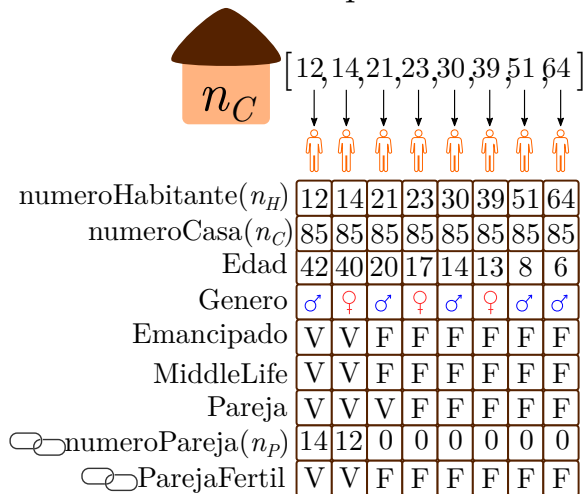 [12,14,21,23,30,39,51,64]
n_C
numeroHabitante(n_H) 12 14 21 23 30 39 51 64
numeroCasa(n_C) 85 85 85 85 85 85 85 85
Edad 42 40 20 17 14 13 8 6
Genero ♂ ♀ ♂ ♀ ♂ ♀ ♂ ♂
Emancipado V V F F F F F F
MiddleLife V V F F F F F F
Pareja V V V F F F F F
numeroPareja(n_P) 14 12 0 0 0 0 0 0
ParejaFertil V V F F F F F F